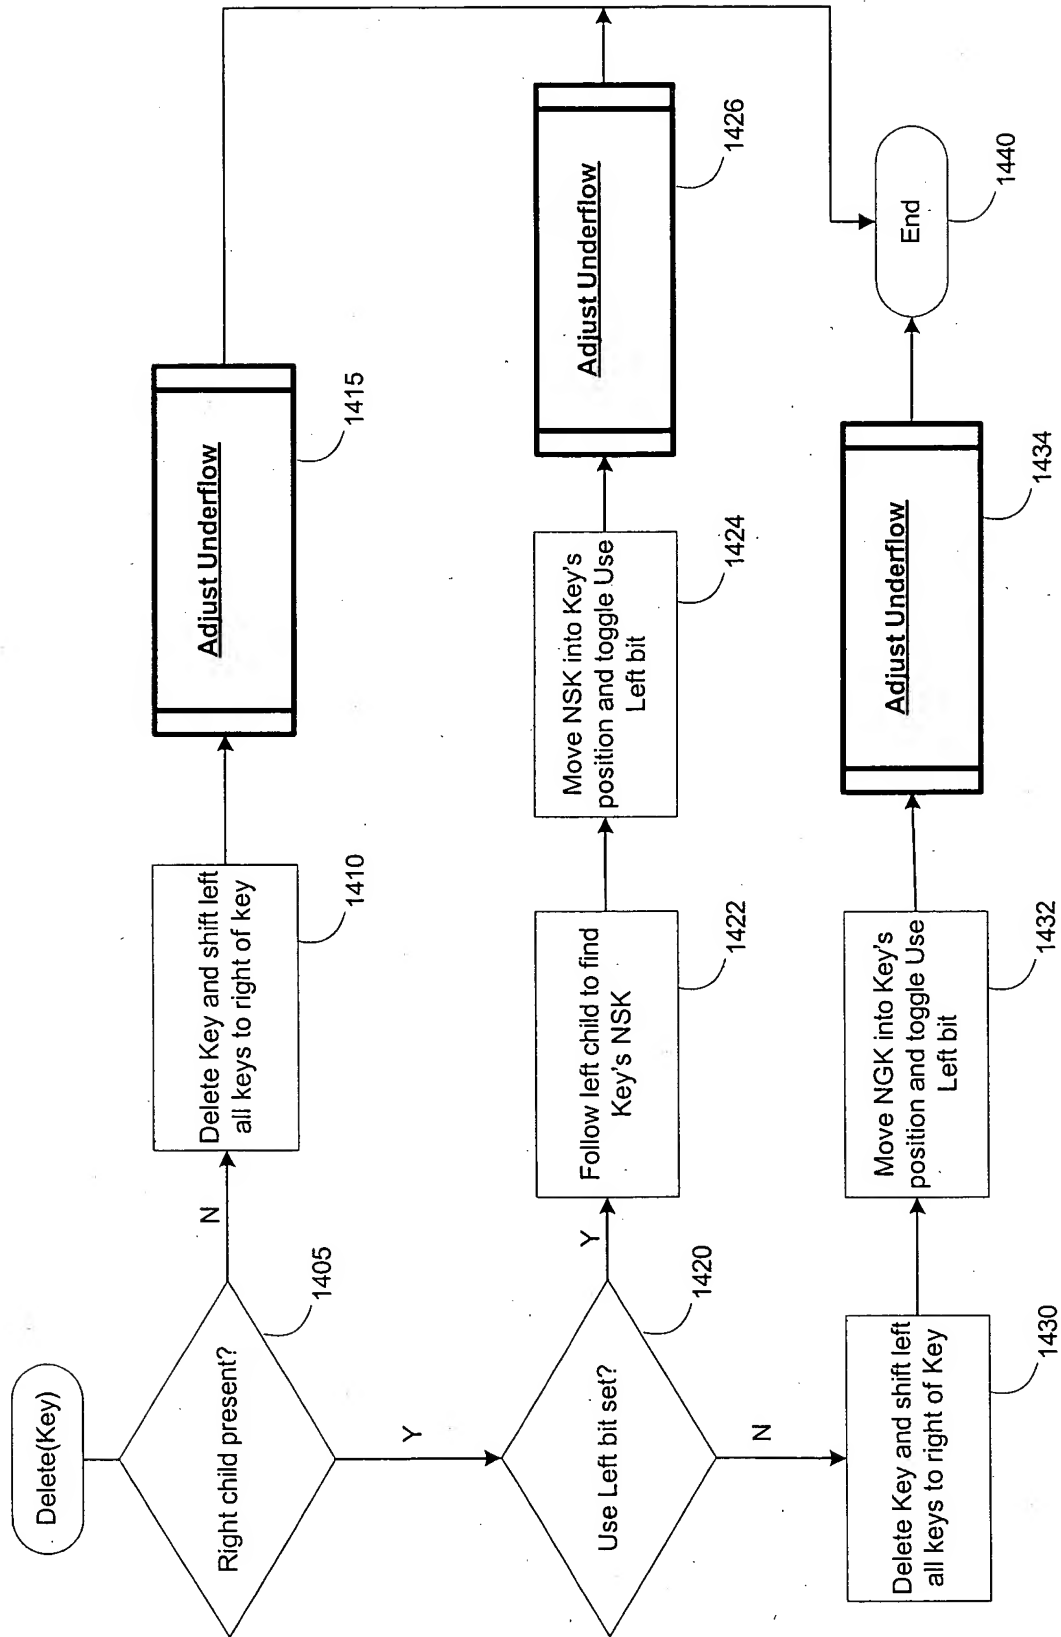 Delete(Key)
Right child present?
1405
N
Delete Key and shift left
all keys to right of key
1410
Adjust Underflow
1415
Y
Use Left bit set?
1420
Y
Follow left child to find
Key's NSK
1422
Move NSK into Key's
position and toggle Use
Left bit
1424
Adjust Underflow
1426
N
Delete Key and shift left
all keys to right of Key
1430
Move NGK into Key's
position and toggle Use
Left bit
1432
Adjust Underflow
1434
End
1440